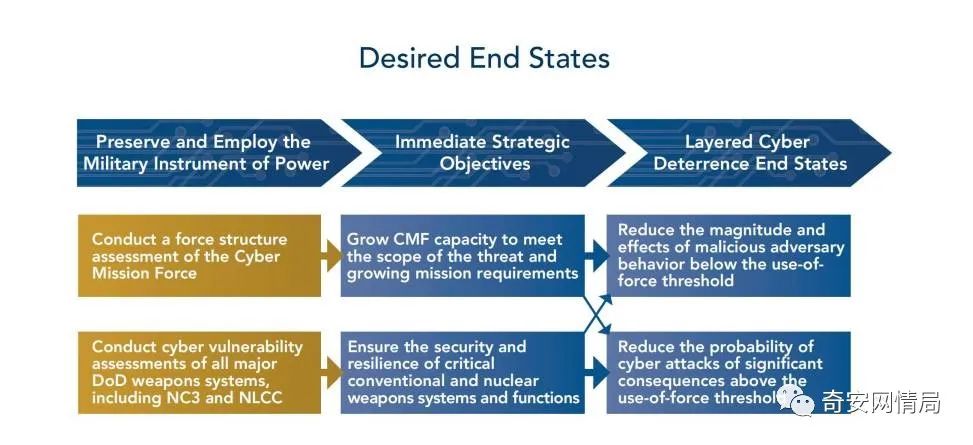 Desired End States
Preserve and Employ the
Military Instrument of Power
Immediate Strategic
Objectives
Layered Cyber
Deterrence End States
Conduct a force structure
assessment of the Cyber
Mission Force
Grow CMF capacity to meet
the scope of the threat and
growing mission requirements
Reduce the magnitude and
effects of malicious adversary
behavior below the use-of-
force threshold
Conduct cyber vulnerability
assessments of all major
DoD weapons systems,
including NC3 and NLCC
Ensure the security and
resilience of critical
conventional and nuclear
weapons systems and functions
Reduce the probability of
cyber attacks of significant
consequences above the
use-of-force threshold
奇安网情局